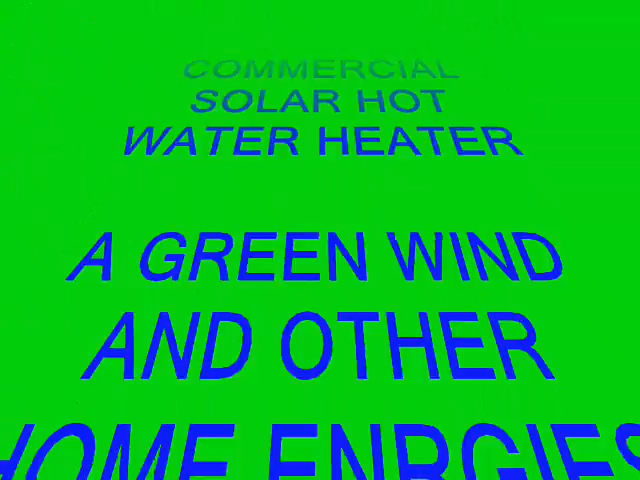 COMMERCIAL
SOLAR HOT
WATER HEATER
A GREEN WIND
AND OTHER
HOME ENRGIES